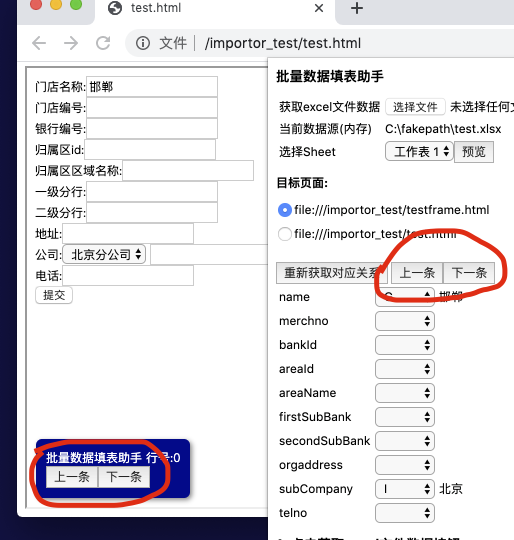 test.html
文件 /importor_test/test.html
门店名称: 邯郸
门店编号:
银行编号:
归属区id:
归属区区域名称:
一级分行:
二级分行:
地址:
公司: 北京分公司
电话:
提交
批量数据填表助手 行号:0
上一条 下一条
批量数据填表助手
获取excel文件数据 选择文件 未选择任何
当前数据源(内存) C:\fakepath\test.xlsx
选择Sheet 工作表 1 预览
目标页面:
file:///importor_test/testframe.html
file:///importor_test/test.html
重新获取对应关系 上一条 下一条
name 邯郸
merchno
bankId
areaId
areaName
firstSubBank
secondSubBank
orgaddress
subCompany I 北京
telno